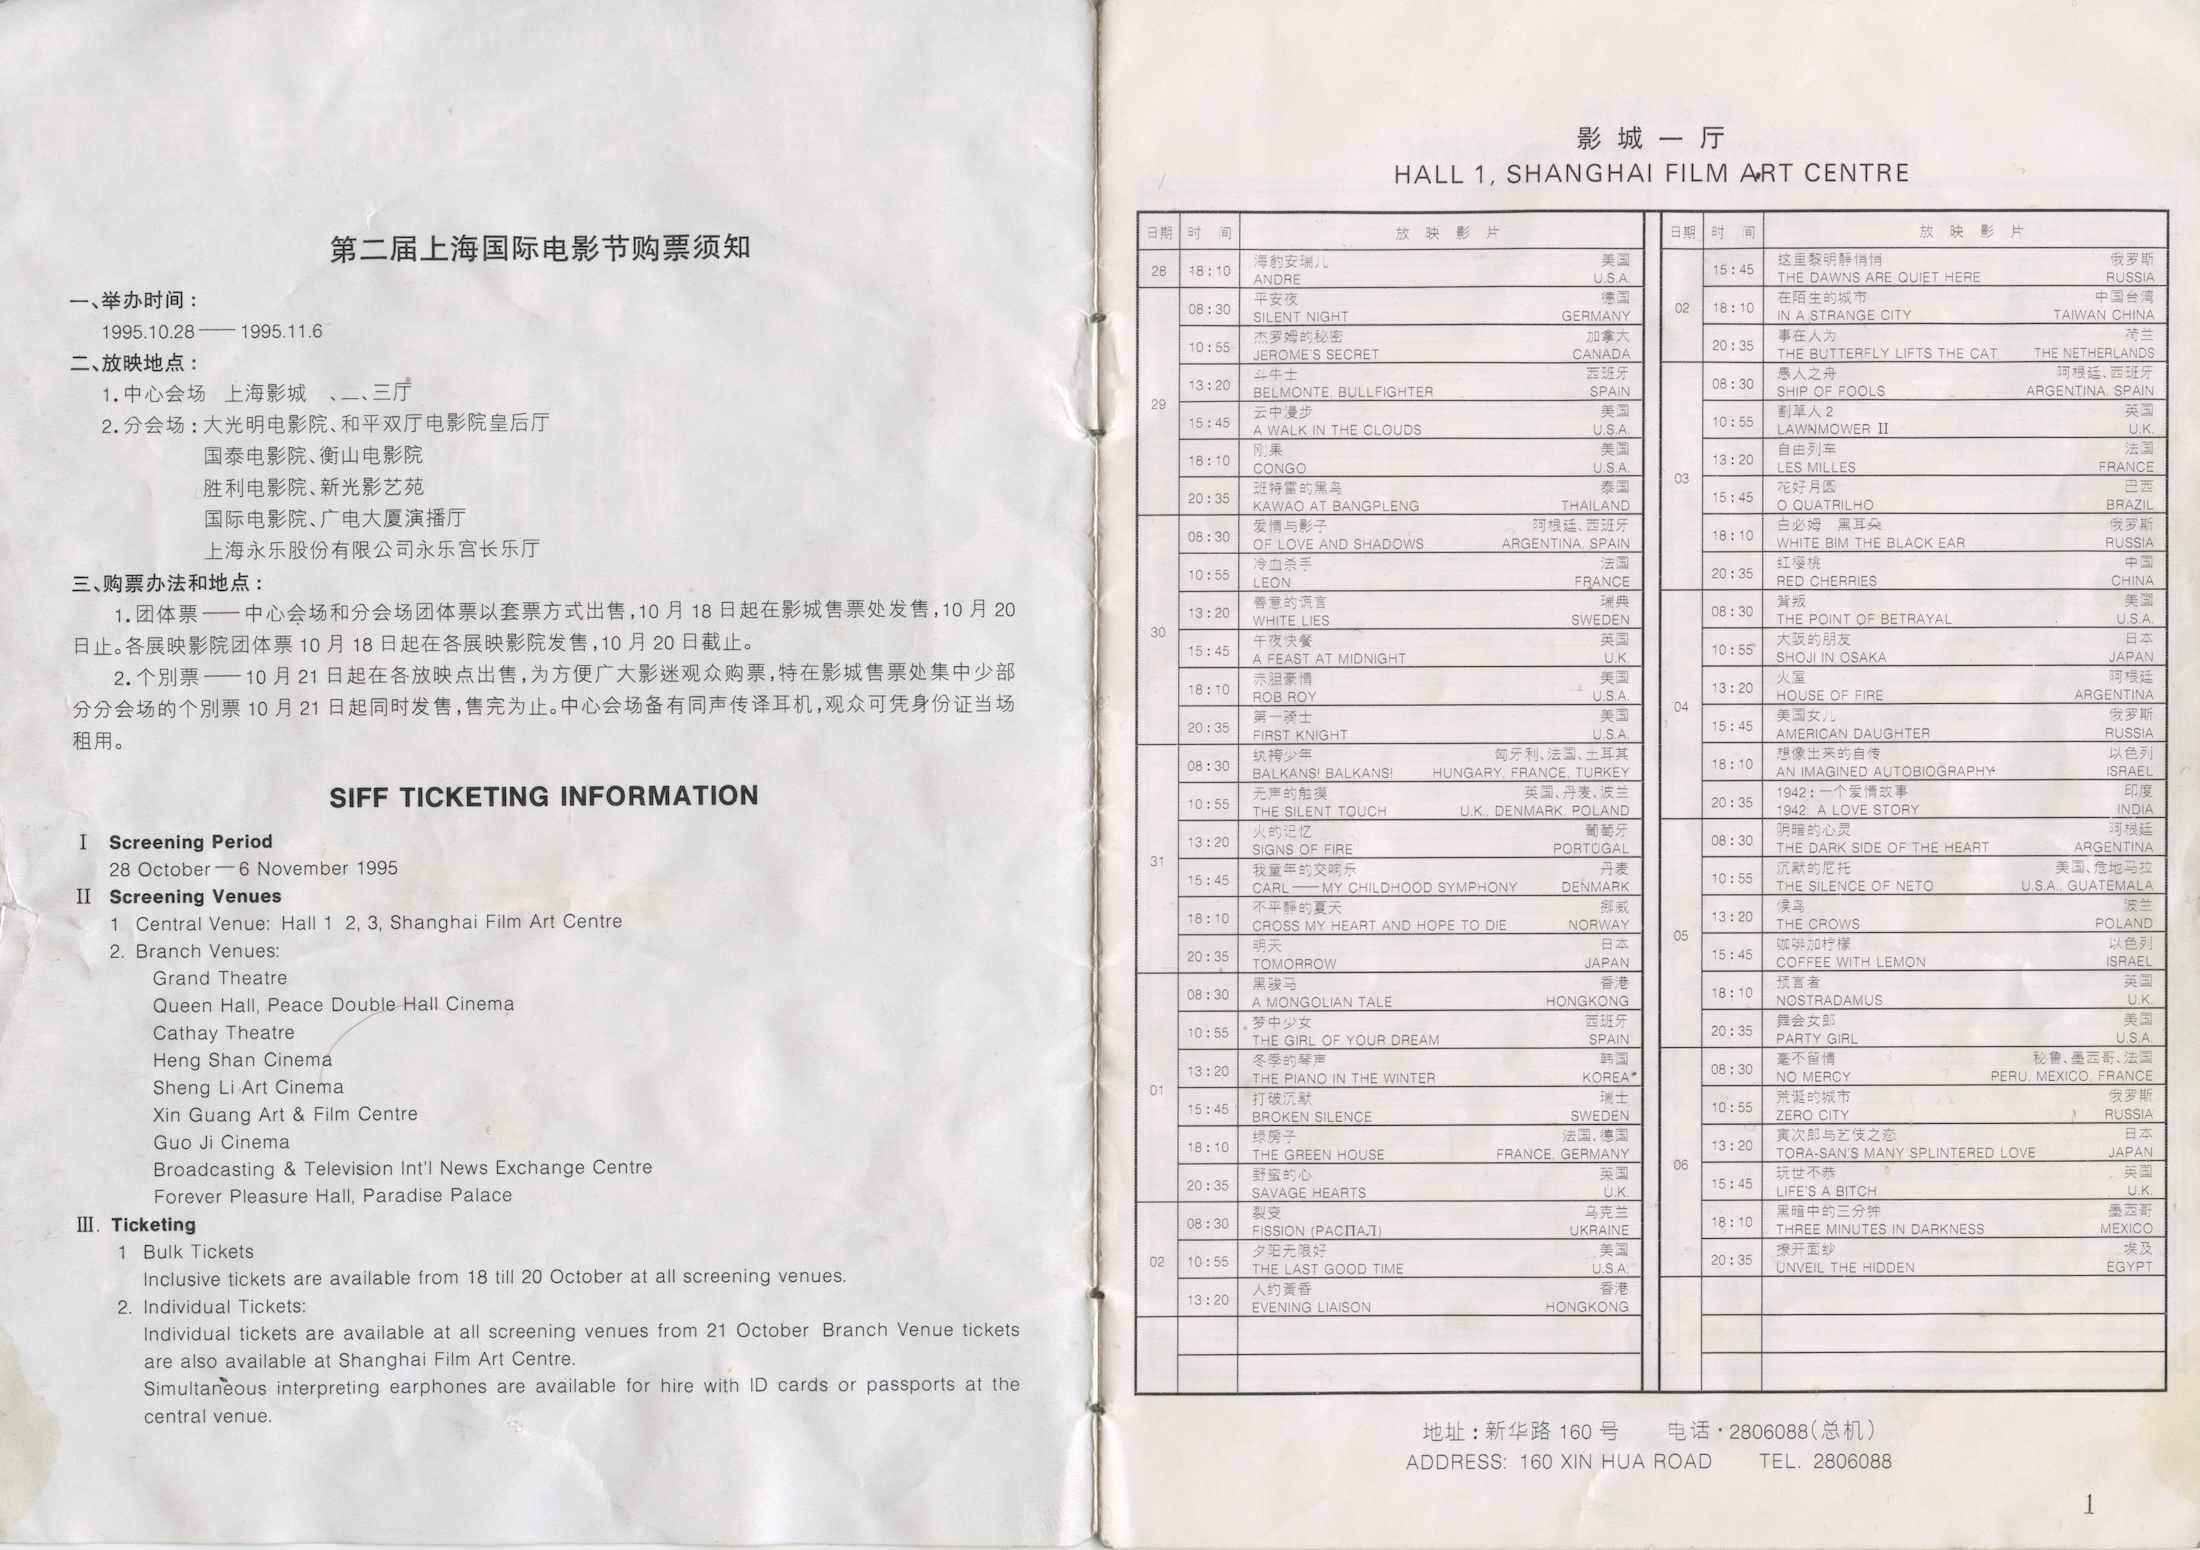 第二届上海国际电影节购票须知
一、举办时间：
1995.10.28——1995.11.6
二、放映地点：
1.中心会场 上海影城 、二、三厅
2.分会场：大光明电影院、和平双厅电影院皇后厅
国泰电影院、衡山电影院
胜利电影院、新光影艺苑
国际电影院、广电大厦演播厅
上海永乐股份有限公司永乐宫长乐厅
三、购票办法和地点：
1.团体票——中心会场和分会场团体票以套票方式出售，10月18日起在影城售票处发售，10月20
日止。各展映影院团体票10月18日起在各展映影院发售，10月20日截止。
2.个別票——10月21日起在各放映点出售，为方便广大影迷观众购票，特在影城售票处集中少部
分分会场的个別票10月21日起同时发售，售完为止。中心会场备有同声传译耳机，观众可凭身份证当场
租用。
SIFF TICKETING INFORMATION
I Screening Period
28 October—6 November 1995
II Screening Venues
1 Central Venue: Hall 1 2, 3, Shanghai Film Art Centre
2. Branch Venues:
Grand Theatre
Queen Hall, Peace Double Hall Cinema
Cathay Theatre
Heng Shan Cinema
Sheng Li Art Cinema
Xin Guang Art & Film Centre
Guo Ji Cinema
Broadcasting & Television Int'l News Exchange Centre
Forever Pleasure Hall, Paradise Palace
III. Ticketing
1 Bulk Tickets
Inclusive tickets are available from 18 till 20 October at all screening venues.
2. Individual Tickets:
Individual tickets are available at all screening venues from 21 October Branch Venue tickets
are also available at Shanghai Film Art Centre.
Simultaneous interpreting earphones are available for hire with ID cards or passports at the
central venue.
影城一厅
HALL 1, SHANGHAI FILM ART CENTRE
日期 时间 放映影片
28 18:10 海豹安瑞儿 美国
ANDRE U.S.A.
29
08:30 平安夜 德国
SILENT NIGHT GERMANY
10:55 杰罗姆的秘密 加拿大
JEROME'S SECRET CANADA
13:20 斗牛士 西班牙
BELMONTE, BULLFIGHTER SPAIN
15:45 云中漫步 美国
A WALK IN THE CLOUDS U.S.A.
18:10 刚果 美国
CONGO U.S.A.
20:35 班特雷的黑鸟 泰国
KAWAO AT BANGPLENG THAILAND
30
08:30 爱情与影子 阿根廷、西班牙
OF LOVE AND SHADOWS ARGENTINA, SPAIN
10:55 冷血杀手 法国
LEON FRANCE
13:20 善意的谎言 瑞典
WHITE LIES SWEDEN
15:45 午夜快餐 英国
A FEAST AT MIDNIGHT U.K.
18:10 赤胆豪情 美国
ROB ROY U.S.A.
20:35 第一骑士 美国
FIRST KNIGHT U.S.A.
31
08:30 纨袴少年 匈牙利、法国、土耳其
BALKANS! BALKANS! HUNGARY, FRANCE, TURKEY
10:55 无声的触摸 英国、丹麦、波兰
THE SILENT TOUCH U.K., DENMARK, POLAND
13:20 火的记忆 葡萄牙
SIGNS OF FIRE PORTUGAL
15:45 我童年的交响乐 丹麦
CARL——MY CHILDHOOD SYMPHONY DENMARK
18:10 不平静的夏天 挪威
CROSS MY HEART AND HOPE TO DIE NORWAY
20:35 明天 日本
TOMORROW JAPAN
01
08:30 黑骏马 香港
A MONGOLIAN TALE HONGKONG
10:55 梦中少女 西班牙
THE GIRL OF YOUR DREAM SPAIN
13:20 冬季的琴声 韩国
THE PIANO IN THE WINTER KOREA
15:45 打破沉默 瑞士
BROKEN SILENCE SWEDEN
18:10 绿房子 法国、德国
THE GREEN HOUSE FRANCE, GERMANY
20:35 野蛮的心 英国
SAVAGE HEARTS U.K.
02
08:30 裂变 乌克兰
FISSION (РАСПАЛ) UKRAINE
10:55 夕阳无限好 美国
THE LAST GOOD TIME U.S.A.
13:20 人约黄香 香港
EVENING LIAISON HONGKONG
日期 时间 放映影片
02
15:45 这里黎明靜悄悄 俄罗斯
THE DAWNS ARE QUIET HERE RUSSIA
18:10 在陌生的城市 中国台湾
IN A STRANGE CITY TAIWAN CHINA
20:35 事在人为 荷兰
THE BUTTERFLY LIFTS THE CAT THE NETHERLANDS
03
08:30 愚人之舟 阿根廷、西班牙
SHIP OF FOOLS ARGENTINA, SPAIN
10:55 割草人2 英国
LAWNMOWER II U.K.
13:20 自由列车 法国
LES MILLES FRANCE
15:45 花好月圆 巴西
O QUATRILHO BRAZIL
18:10 白必姆 黑耳朵 俄罗斯
WHITE BIM THE BLACK EAR RUSSIA
20:35 红樱桃 中国
RED CHERRIES CHINA
04
08:30 背叛 美国
THE POINT OF BETRAYAL U.S.A.
10:55 大阪的朋友 日本
SHOJI IN OSAKA JAPAN
13:20 火屋 阿根廷
HOUSE OF FIRE ARGENTINA
15:45 美国女儿 俄罗斯
AMERICAN DAUGHTER RUSSIA
18:10 想像出来的自传 以色列
AN IMAGINED AUTOBIOGRAPHY ISRAEL
20:35 1942：一个爱情故事 印度
1942: A LOVE STORY INDIA
05
08:30 阴暗的心灵 阿根廷
THE DARK SIDE OF THE HEART ARGENTINA
10:55 沉默的尼托 美国、危地马拉
THE SILENCE OF NETO U.S.A., GUATEMALA
13:20 候鸟 波兰
THE CROWS POLAND
15:45 咖啡加柠檬 以色列
COFFEE WITH LEMON ISRAEL
18:10 预言者 英国
NOSTRADAMUS U.K.
20:35 舞会女郎 美国
PARTY GIRL U.S.A.
06
08:30 毫不留情 秘鲁、墨西哥、法国
NO MERCY PERU, MEXICO, FRANCE
10:55 荒诞的城市 俄罗斯
ZERO CITY RUSSIA
13:20 寅次郎与艺伎之恋 日本
TORA-SAN'S MANY SPLINTERED LOVE JAPAN
15:45 玩世不恭 英国
LIFE'S A BITCH U.K.
18:10 黑暗中的三分钟 墨西哥
THREE MINUTES IN DARKNESS MEXICO
20:35 撩开面纱 埃及
UNVEIL THE HIDDEN EGYPT
地址：新华路160号 电话·2806088(总机)
ADDRESS: 160 XIN HUA ROAD TEL. 2806088
1